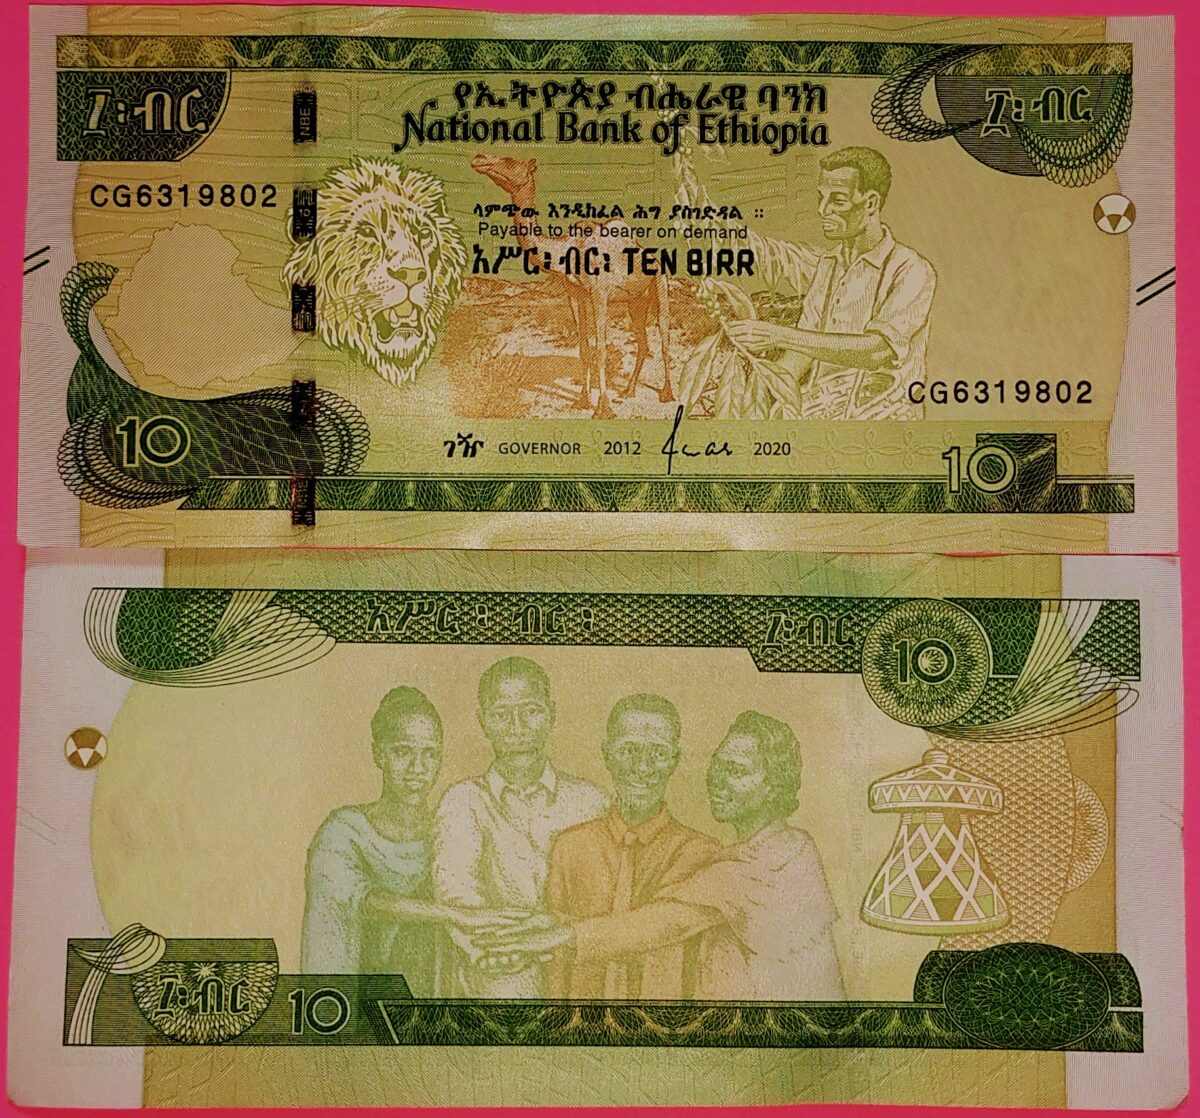 ፲፡ብር
የኢትዮጵያ ብሔራዊ ባንክ
National Bank of Ethiopia
፲፡ብር
NBE
CG6319802
ላምጭው እንዲከፈል ሕግ ያስገድዳል ።
Payable to the bearer on demand
አሥር፡ብር፡ TEN BIRR
CG6319802
10
ገዥ GOVERNOR 2012 2020
10
አሥር ፡ ብር ፡
፲፡ብር
10
፲፡ብር
10